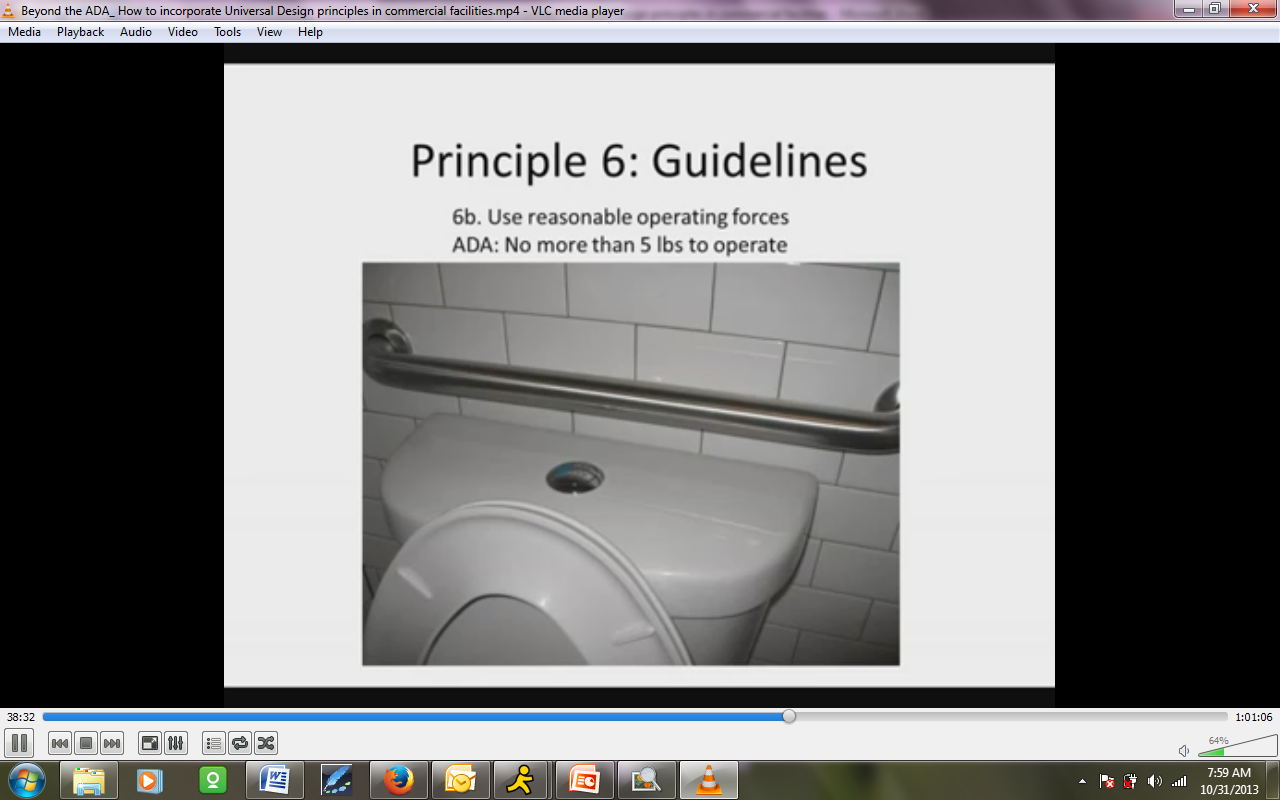 Beyond the ADA_ How to incorporate Universal Design principles in commercial facilities.mp4 - VLC media player
Media Playback Audio Video Tools View Help
Principle 6: Guidelines
6b. Use reasonable operating forces
ADA: No more than 5 lbs to operate
38:32 1:01:06
64%
7:59 AM
10/31/2013